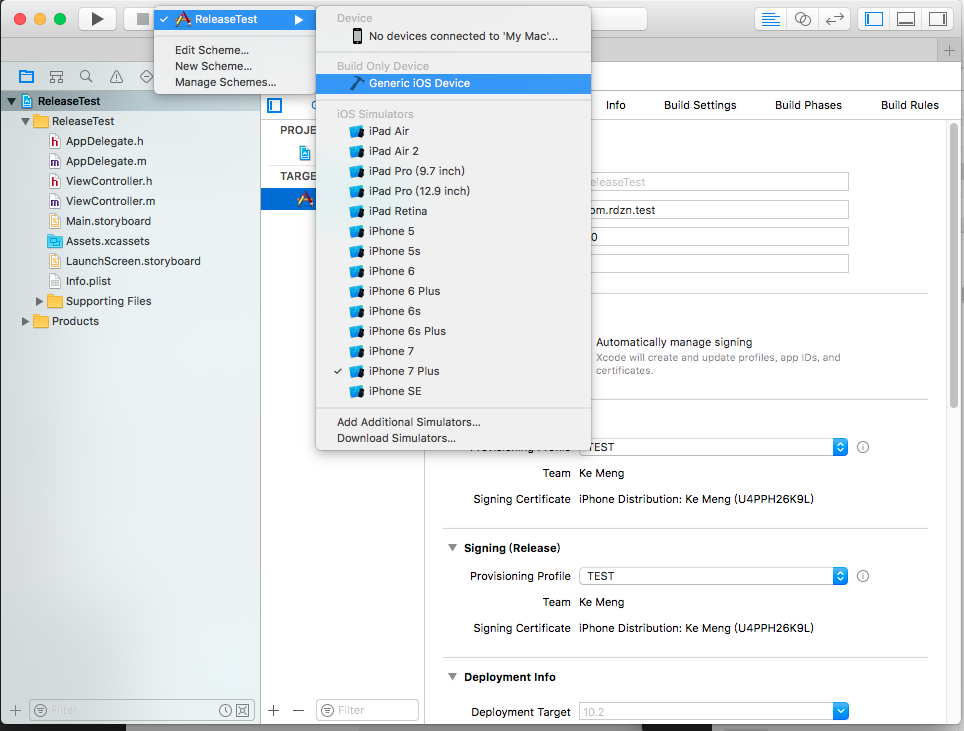 ReleaseTest
Edit Scheme...
New Scheme...
Manage Schemes...
Device
No devices connected to 'My Mac'...
Build Only Device
Generic iOS Device
iOS Simulators
iPad Air
iPad Air 2
iPad Pro (9.7 inch)
iPad Pro (12.9 inch)
iPad Retina
iPhone 5
iPhone 5s
iPhone 6
iPhone 6 Plus
iPhone 6s
iPhone 6s Plus
iPhone 7
iPhone 7 Plus
iPhone SE
Add Additional Simulators...
Download Simulators...
ReleaseTest
ReleaseTest
AppDelegate.h
AppDelegate.m
ViewController.h
ViewController.m
Main.storyboard
Assets.xcassets
LaunchScreen.storyboard
Info.plist
Supporting Files
Products
Filter
PROJE
TARGE
Filter
Info Build Settings Build Phases Build Rules
eleaseTest
om.rdzn.test
0
Automatically manage signing
Xcode will create and update profiles, app IDs, and
certificates.
Provisioning Profile TEST
Team Ke Meng
Signing Certificate iPhone Distribution: Ke Meng (U4PPH26K9L)
Signing (Release)
Provisioning Profile TEST
Team Ke Meng
Signing Certificate iPhone Distribution: Ke Meng (U4PPH26K9L)
Deployment Info
Deployment Target 10.2